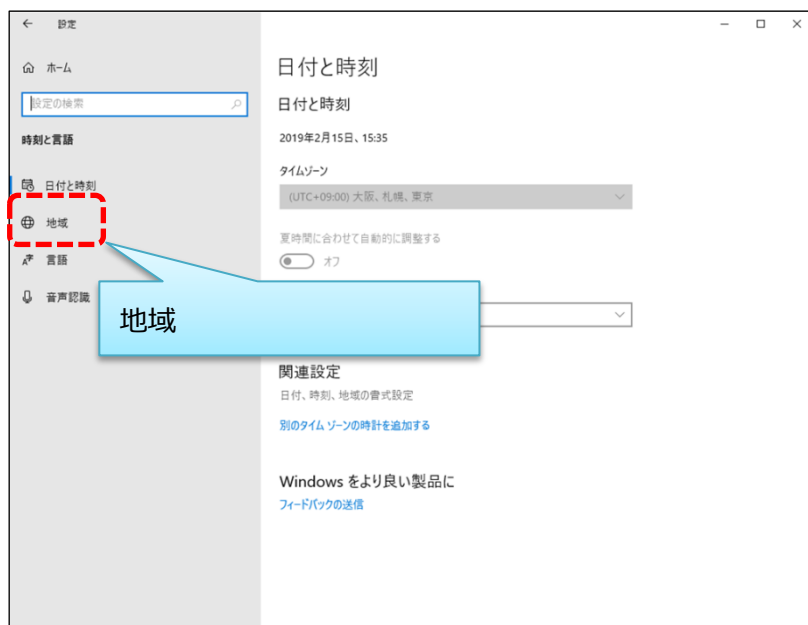 設定
ホーム
設定の検索
時刻と言語
日付と時刻
地域
言語
音声認識
地域
日付と時刻
日付と時刻
2019年2月15日、15:35
タイムゾーン
(UTC+09:00) 大阪、札幌、東京
夏時間に合わせて自動的に調整する
オフ
関連設定
日付、時刻、地域の書式設定
別のタイム ゾーンの時計を追加する
Windows をより良い製品に
フィードバックの送信